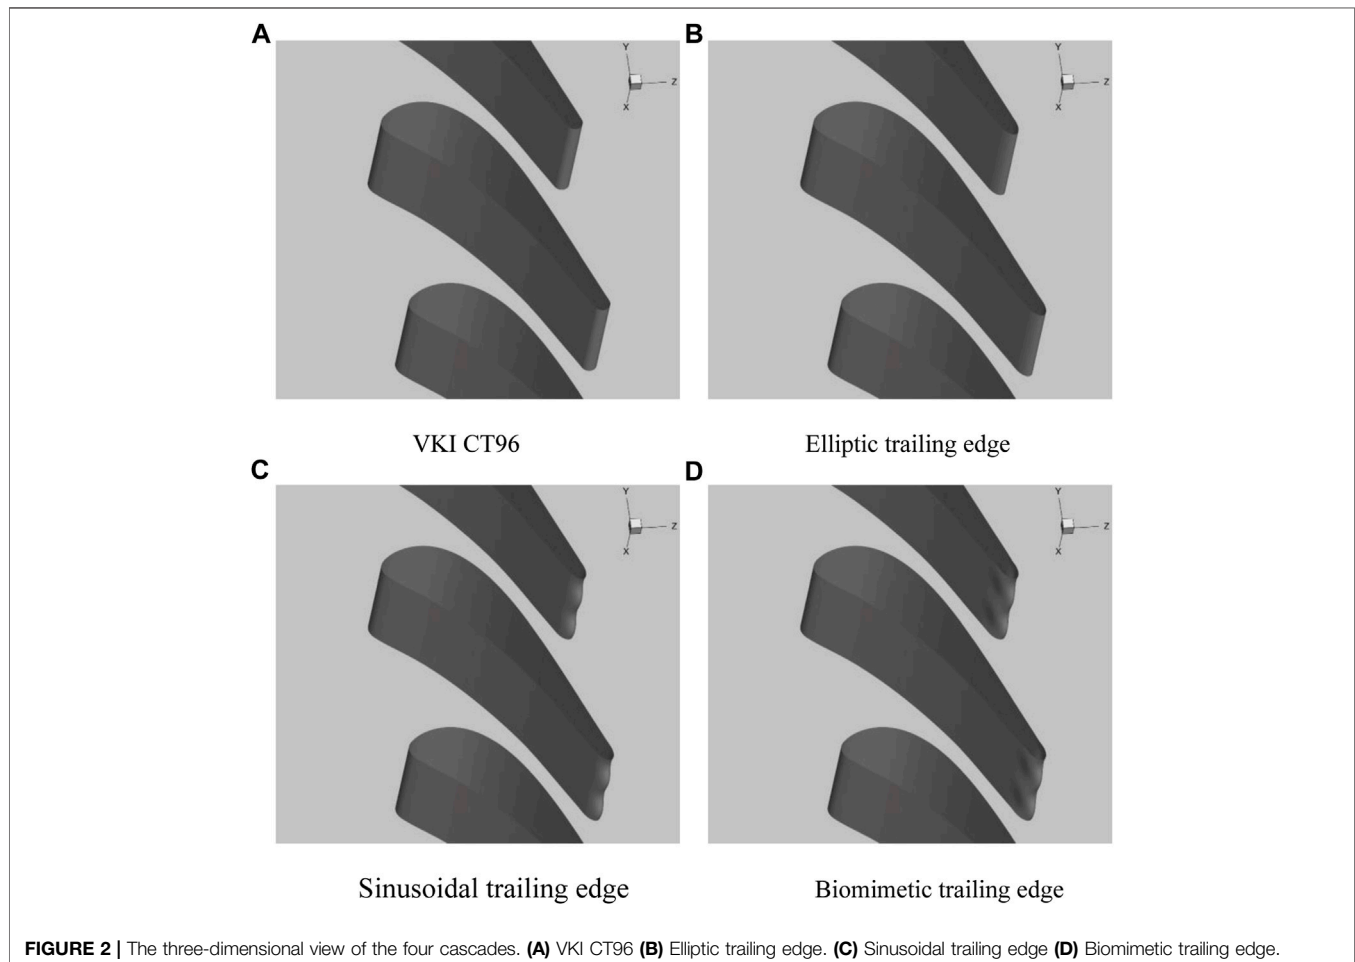 A
B
Y
Z
X
Y
Z
X
VKI CT96
Elliptic trailing edge
C
D
Y
Z
X
Y
Z
X
Sinusoidal trailing edge
Biomimetic trailing edge
FIGURE 2 | The three-dimensional view of the four cascades. (A) VKI CT96 (B) Elliptic trailing edge. (C) Sinusoidal trailing edge (D) Biomimetic trailing edge.